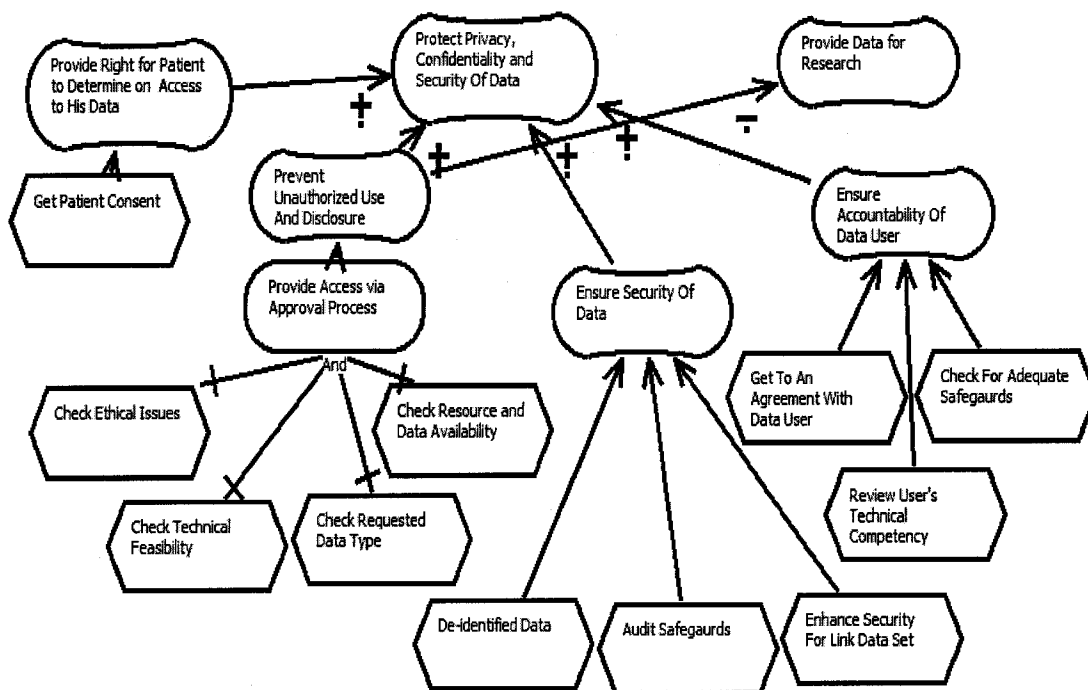 Provide Right for Patient
to Determine on Access
to His Data
Protect Privacy,
Confidentiality and
Security Of Data
Provide Data for
Research
+
+
+
+
-
Get Patient Consent
Prevent
Unauthorized Use
And Disclosure
Ensure
Accountability Of
Data User
Provide Access via
Approval Process
Ensure Security Of
Data
And
Check Ethical Issues
Check Resource and
Data Availability
Get To An
Agreement With
Data User
Check For Adequate
Safegaurds
Check Technical
Feasibility
Check Requested
Data Type
Review User's
Technical
Competency
De-identified Data
Audit Safegaurds
Enhance Security
For Link Data Set